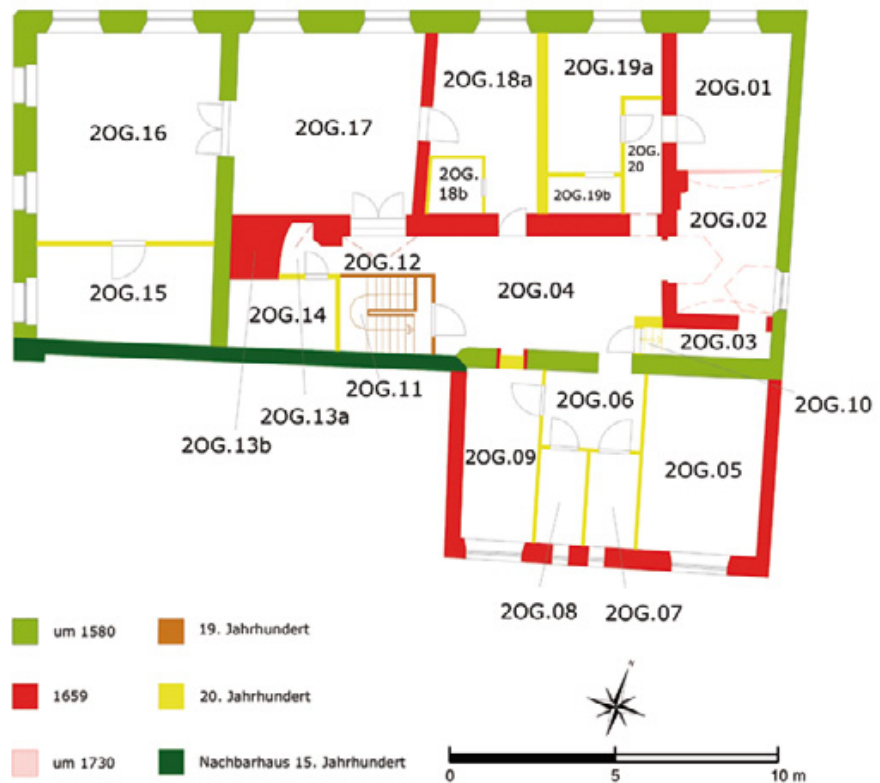 2OG.18a
2OG.19a
2OG.01
2OG.16
2OG.17
2OG.
20
2OG.
18b
2OG.19b
2OG.02
2OG.12
2OG.04
2OG.15
2OG.14
2OG.03
2OG.11
2OG.10
2OG.13a
2OG.06
2OG.13b
2OG.09
2OG.05
2OG.08
2OG.07
um 1580
19. Jahrhundert
1659
20. Jahrhundert
um 1730
Nachbarhaus 15. Jahrhundert
N
0
5
10 m